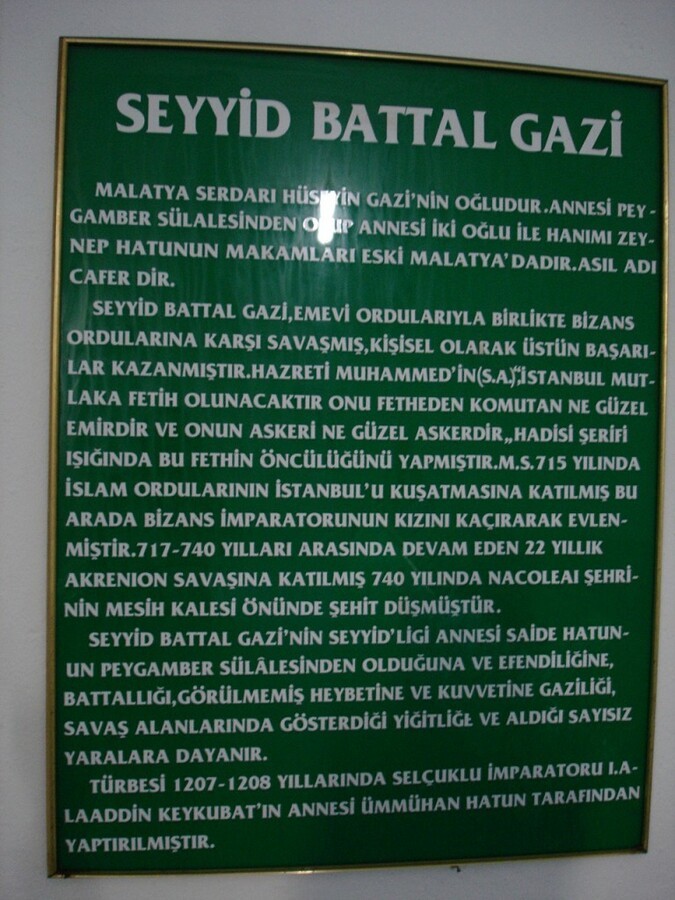 SEYYİD BATTAL GAZİ
MALATYA SERDARI HÜSEYİN GAZİ'NİN OĞLUDUR.ANNESİ PEY-
GAMBER SÜLALESİNDEN OLUP ANNESİ İKİ OĞLU İLE HANIMI ZEY-
NEP HATUNUN MAKAMLARI ESKİ MALATYA'DADIR.ASIL ADI
CAFER DİR.
SEYYİD BATTAL GAZİ,EMEVİ ORDULARIYLA BİRLİKTE BİZANS
ORDULARINA KARŞI SAVAŞMIŞ,KİŞİSEL OLARAK ÜSTÜN BAŞARI-
LAR KAZANMIŞTIR.HAZRETİ MUHAMMED'İN(S.A.)"İSTANBUL MUT-
LAKA FETİH OLUNACAKTIR ONU FETHEDEN KOMUTAN NE GÜZEL
EMİRDİR VE ONUN ASKERİ NE GÜZEL ASKERDİR,,HADİSİ ŞERİFİ
IŞIĞINDA BU FETHİN ÖNCÜLÜĞÜNÜ YAPMIŞTIR.M.S.715 YILINDA
İSLAM ORDULARININ İSTANBUL'U KUŞATMASINA KATILMIŞ BU
ARADA BİZANS İMPARATORUNUN KIZINI KAÇIRARAK EVLEN-
MİŞTİR.717-740 YILLARI ARASINDA DEVAM EDEN 22 YILLIK
AKRENION SAVAŞINA KATILMIŞ 740 YILINDA NACOLEAI ŞEHRİ-
NİN MESİH KALESİ ÖNÜNDE ŞEHİT DÜŞMÜŞTÜR.
SEYYİD BATTAL GAZİ'NİN SEYYİD'LİGİ ANNESİ SAİDE HATUN-
UN PEYGAMBER SÜLÂLESİNDEN OLDUĞUNA VE EFENDİLİĞİNE,
BATTALLIĞI,GÖRÜLMEMİŞ HEYBETİNE VE KUVVETİNE GAZİLİĞİ,
SAVAŞ ALANLARINDA GÖSTERDİĞİ YİĞİTLİĞE VE ALDIĞI SAYISIZ
YARALARA DAYANIR.
TÜRBESİ 1207-1208 YILLARINDA SELÇUKLU İMPARATORU I.A-
LAADDİN KEYKUBAT'IN ANNESİ ÜMMÜHAN HATUN TARAFINDAN
YAPTIRILMIŞTIR.